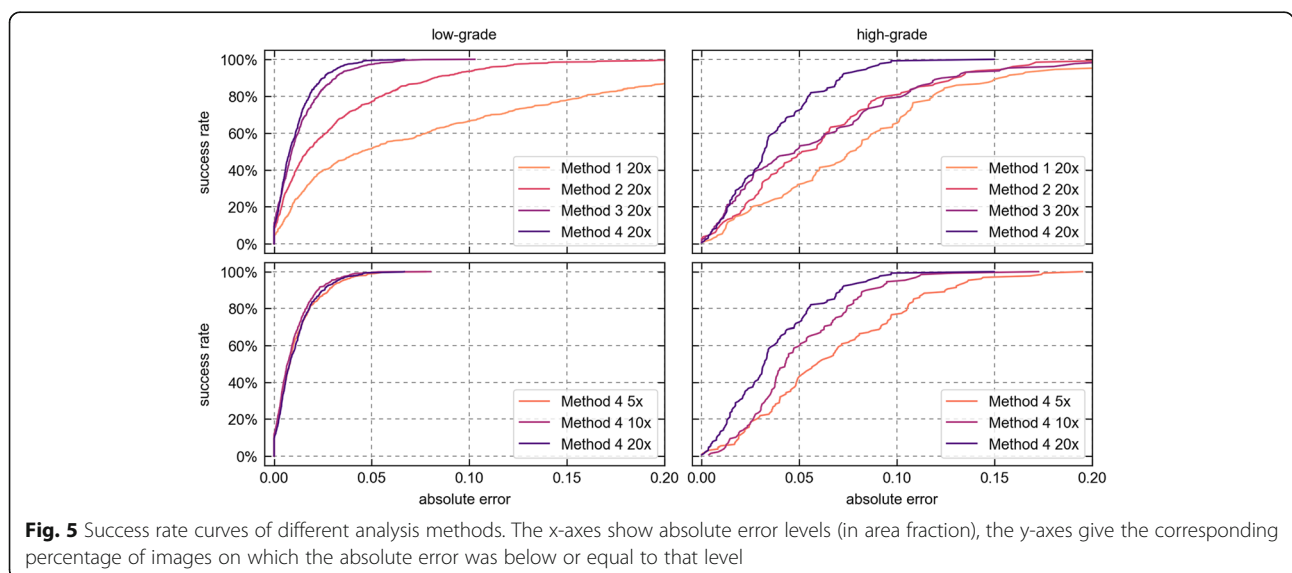 low-grade
high-grade
success rate
100%
80%
60%
40%
20%
0%
Method 1 20x
Method 2 20x
Method 3 20x
Method 4 20x
Method 1 20x
Method 2 20x
Method 3 20x
Method 4 20x
success rate
100%
80%
60%
40%
20%
0%
Method 4 5x
Method 4 10x
Method 4 20x
Method 4 5x
Method 4 10x
Method 4 20x
0.00 0.05 0.10 0.15 0.20
0.00 0.05 0.10 0.15 0.20
absolute error
absolute error
Fig. 5 Success rate curves of different analysis methods. The x-axes show absolute error levels (in area fraction), the y-axes give the corresponding
percentage of images on which the absolute error was below or equal to that level